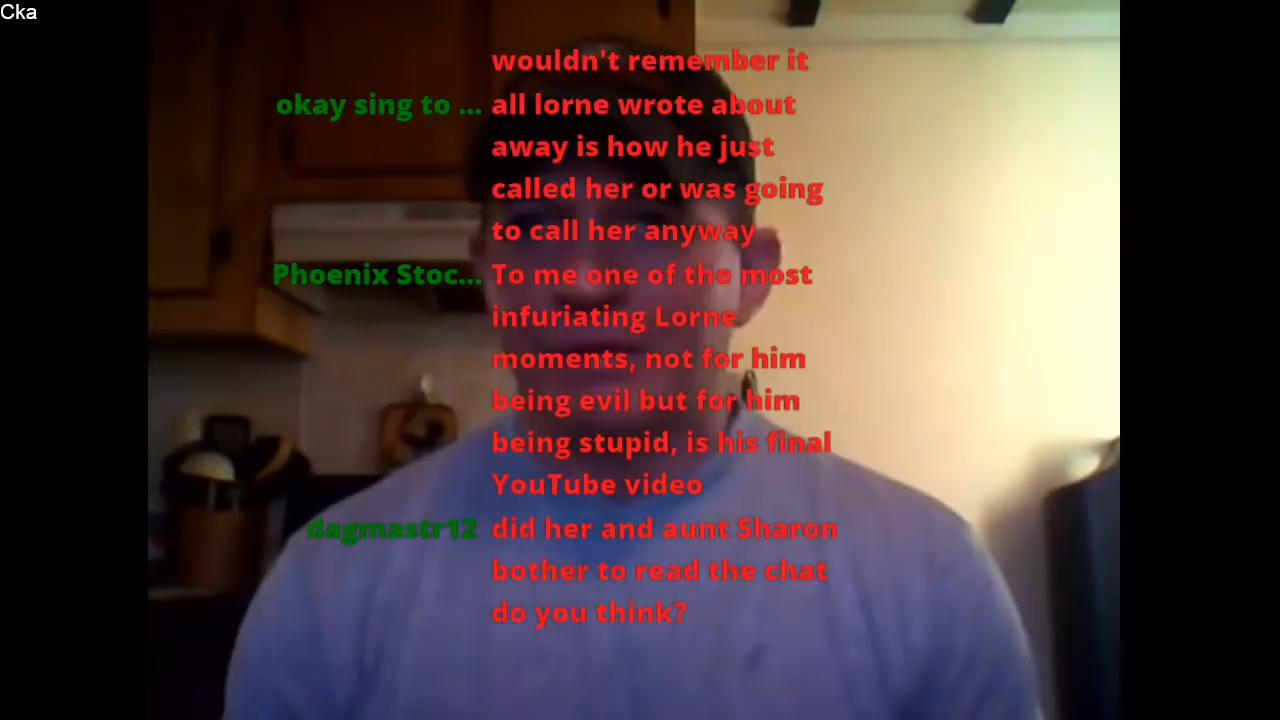 Cka
wouldn't remember it
okay sing to ... all lorne wrote about
away is how he just
called her or was going
to call her anyway
Phoenix Stoc... To me one of the most
infuriating Lorne
moments, not for him
being evil but for him
being stupid, is his final
YouTube video
dagmastr12 did her and aunt Sharon
bother to read the chat
do you think?